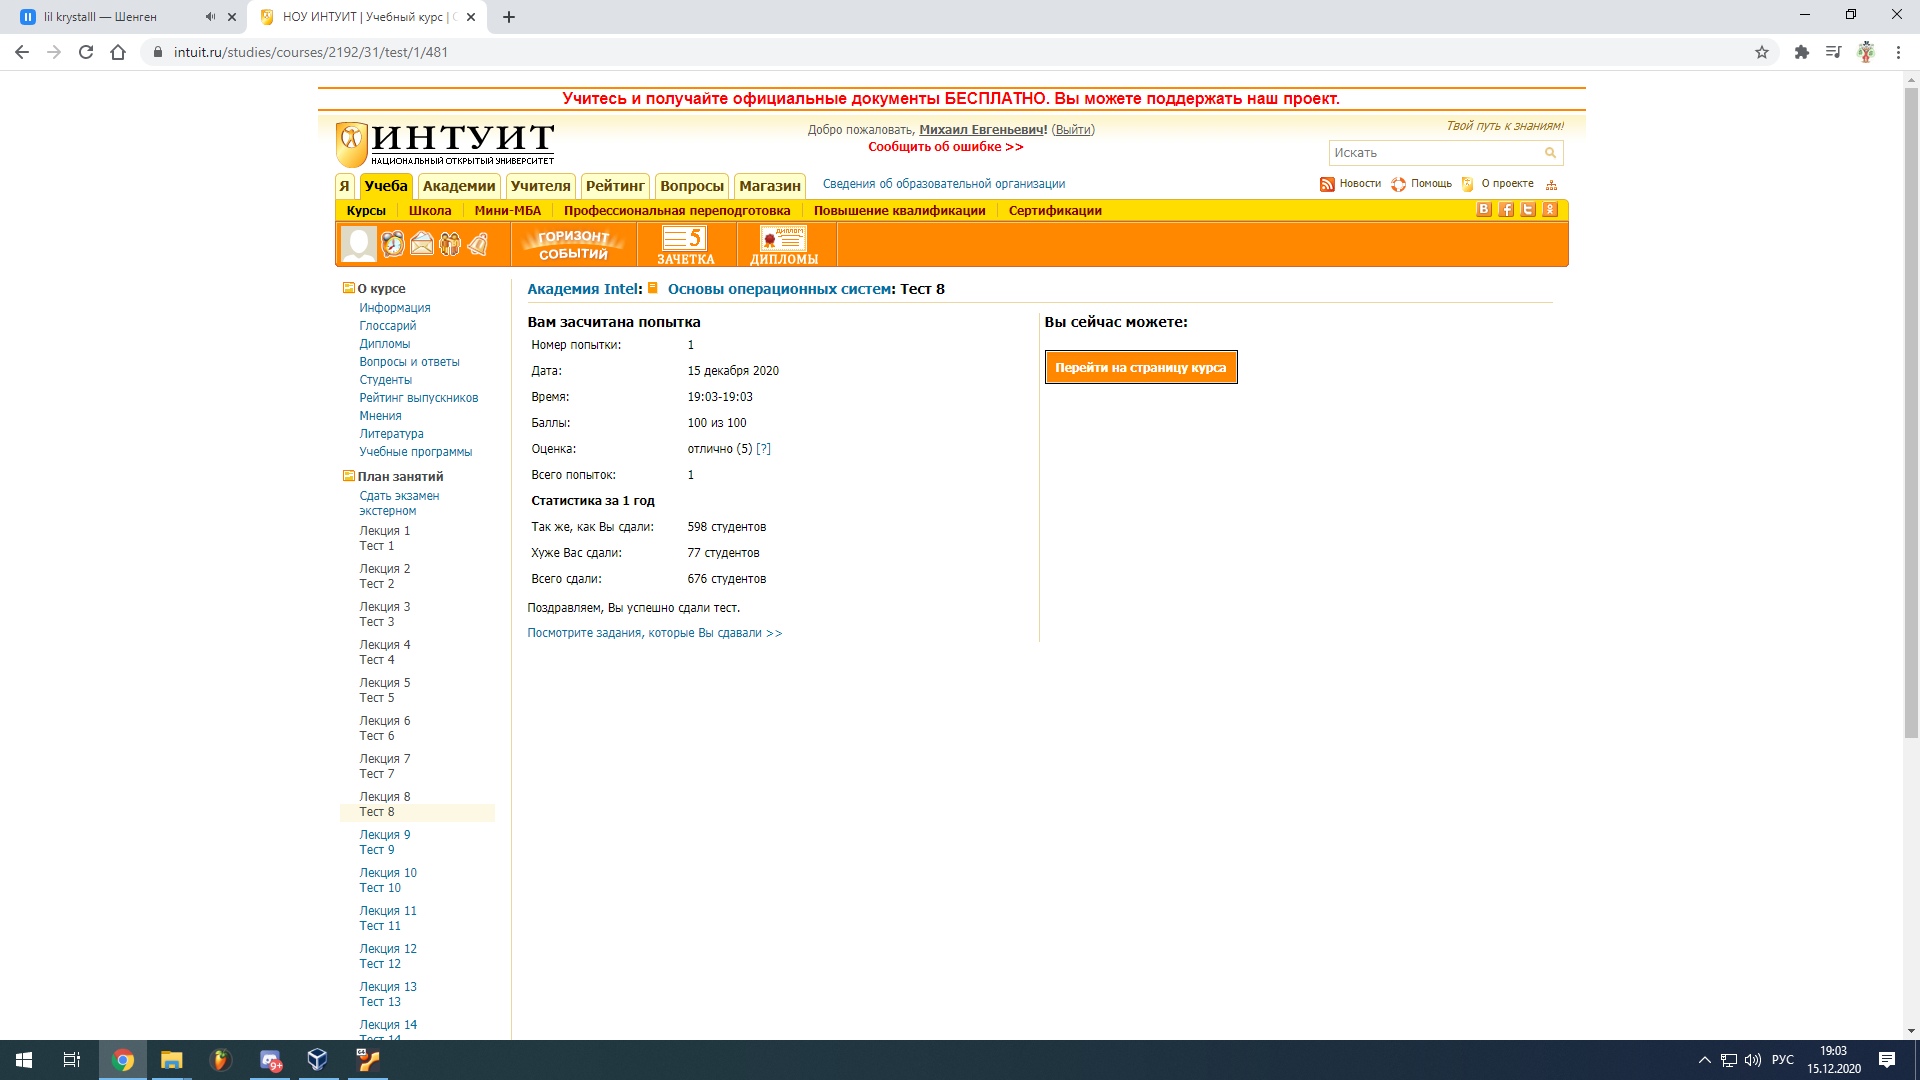 lil krystalll — Шенген
НОУ ИНТУИТ | Учебный курс |
intuit.ru/studies/courses/2192/31/test/1/481
Учитесь и получайте официальные документы БЕСПЛАТНО. Вы можете поддержать наш проект.
ИНТУИТ
НАЦИОНАЛЬНЫЙ ОТКРЫТЫЙ УНИВЕРСИТЕТ
Добро пожаловать, Михаил Евгеньевич! (Выйти)
Сообщить об ошибке >>
Твой путь к знаниям!
Искать
Я Учеба Академии Учителя Рейтинг Вопросы Магазин Сведения об образовательной организации Новости Помощь О проекте
Курсы Школа Мини-МБА Профессиональная переподготовка Повышение квалификации Сертификации
ГОРИЗОНТ СОБЫТИЙ
5 ЗАЧЕТКА
ДИПЛОМ ДИПЛОМЫ
О курсе
Информация
Глоссарий
Дипломы
Вопросы и ответы
Студенты
Рейтинг выпускников
Мнения
Литература
Учебные программы
План занятий
Сдать экзамен
экстерном
Лекция 1
Тест 1
Лекция 2
Тест 2
Лекция 3
Тест 3
Лекция 4
Тест 4
Лекция 5
Тест 5
Лекция 6
Тест 6
Лекция 7
Тест 7
Лекция 8
Тест 8
Лекция 9
Тест 9
Лекция 10
Тест 10
Лекция 11
Тест 11
Лекция 12
Тест 12
Лекция 13
Тест 13
Лекция 14
Тест 14
Академия Intel: Основы операционных систем: Тест 8
Вам засчитана попытка
Номер попытки: 1
Дата: 15 декабря 2020
Время: 19:03-19:03
Баллы: 100 из 100
Оценка: отлично (5) [?]
Всего попыток: 1
Статистика за 1 год
Так же, как Вы сдали: 598 студентов
Хуже Вас сдали: 77 студентов
Всего сдали: 676 студентов
Поздравляем, Вы успешно сдали тест.
Посмотрите задания, которые Вы сдавали >>
Вы сейчас можете:
Перейти на страницу курса
9+
64
РУС
19:03
15.12.2020